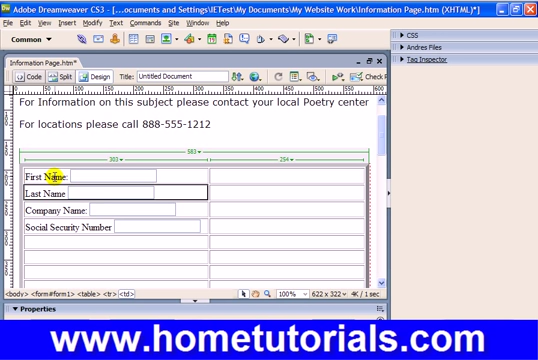 Adobe Dreamweaver CS3 - [...ocuments and Settings\IETest\My Documents\My Website Work\Information Page.htm (XHTML)*]
File Edit View Insert Modify Text Commands Site Window Help
Common
Information Page.htm*
Code Split Design Title: Untitled Document Check P
For Information on this subject please contact your local Poetry center
For locations please call 888-555-1212
583
303 254
First Name:
Last Name
Company Name:
Social Security Number
<body> <form#form1> <table> <tr> <td> 100% 622 x 322 4K / 1 sec
Properties
CSS
Andres Files
Tag Inspector
www.hometutorials.com